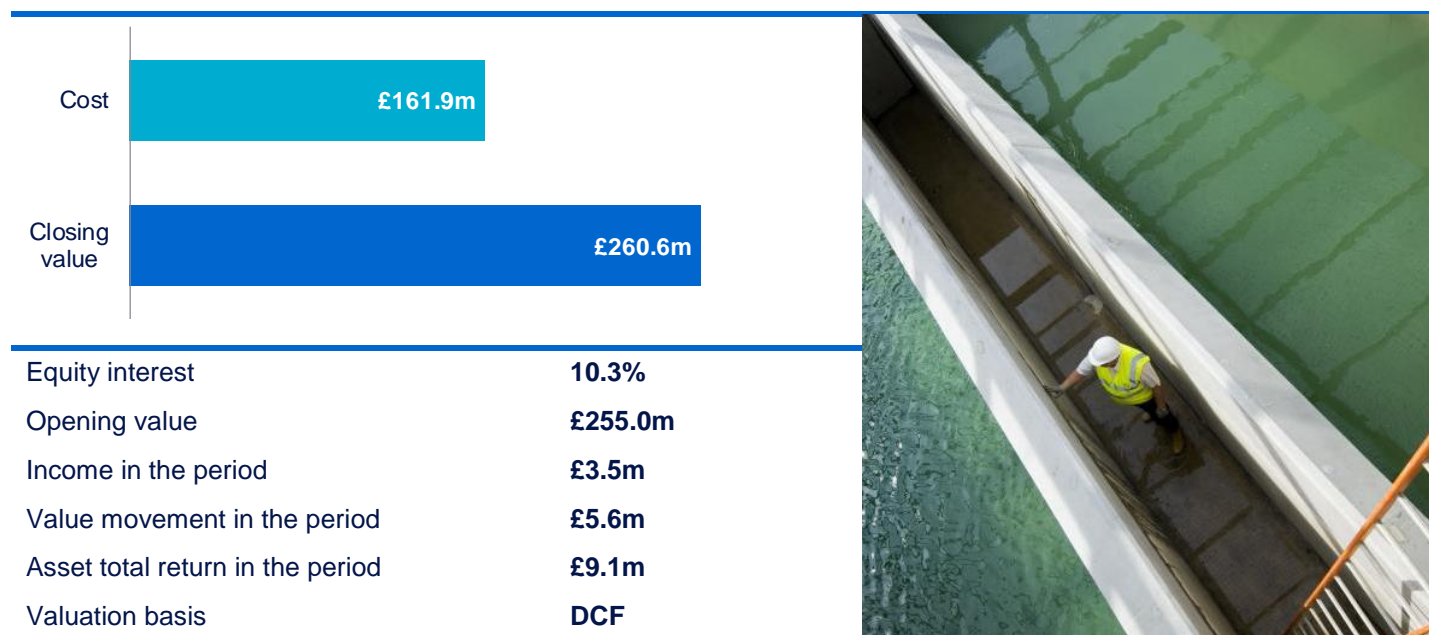 Cost
£161.9m
Closing
value
£260.6m
Equity interest 10.3%
Opening value £255.0m
Income in the period £3.5m
Value movement in the period £5.6m
Asset total return in the period £9.1m
Valuation basis DCF